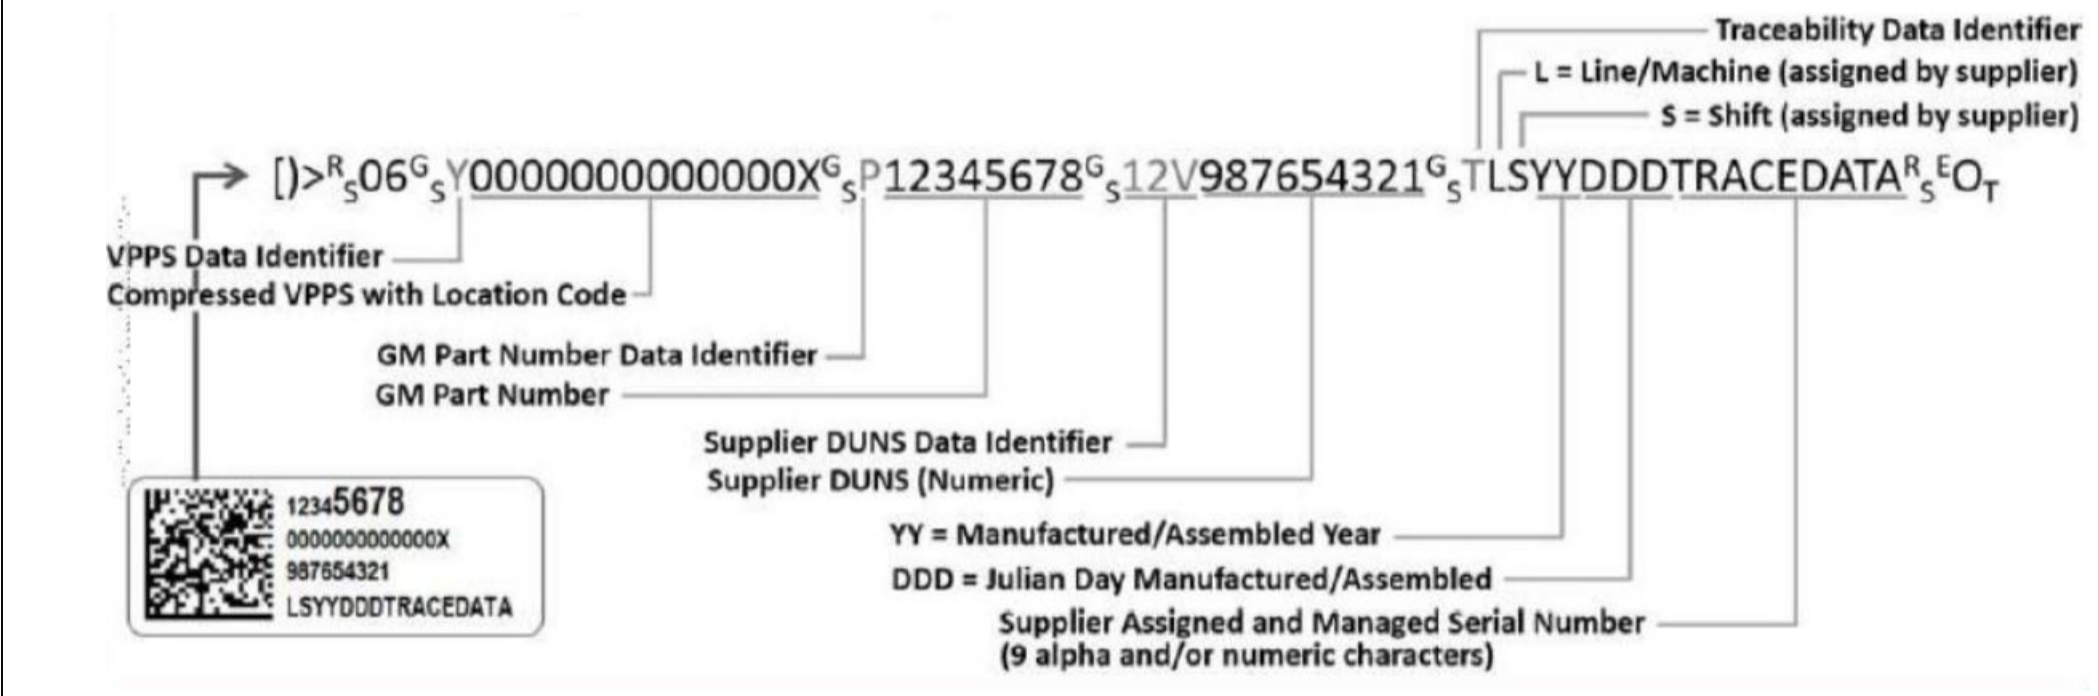 Traceability Data Identifier
L = Line/Machine (assigned by supplier)
S = Shift (assigned by supplier)
[)>RS06GSY0000000000000XGSP12345678GS12V987654321GSTLSYYDDDTRACEDATARSEOT
VPPS Data Identifier
Compressed VPPS with Location Code
GM Part Number Data Identifier
GM Part Number
Supplier DUNS Data Identifier
Supplier DUNS (Numeric)
YY = Manufactured/Assembled Year
DDD = Julian Day Manufactured/Assembled
Supplier Assigned and Managed Serial Number
(9 alpha and/or numeric characters)
12345678
0000000000000X
987654321
LSYYDDDTRACEDATA